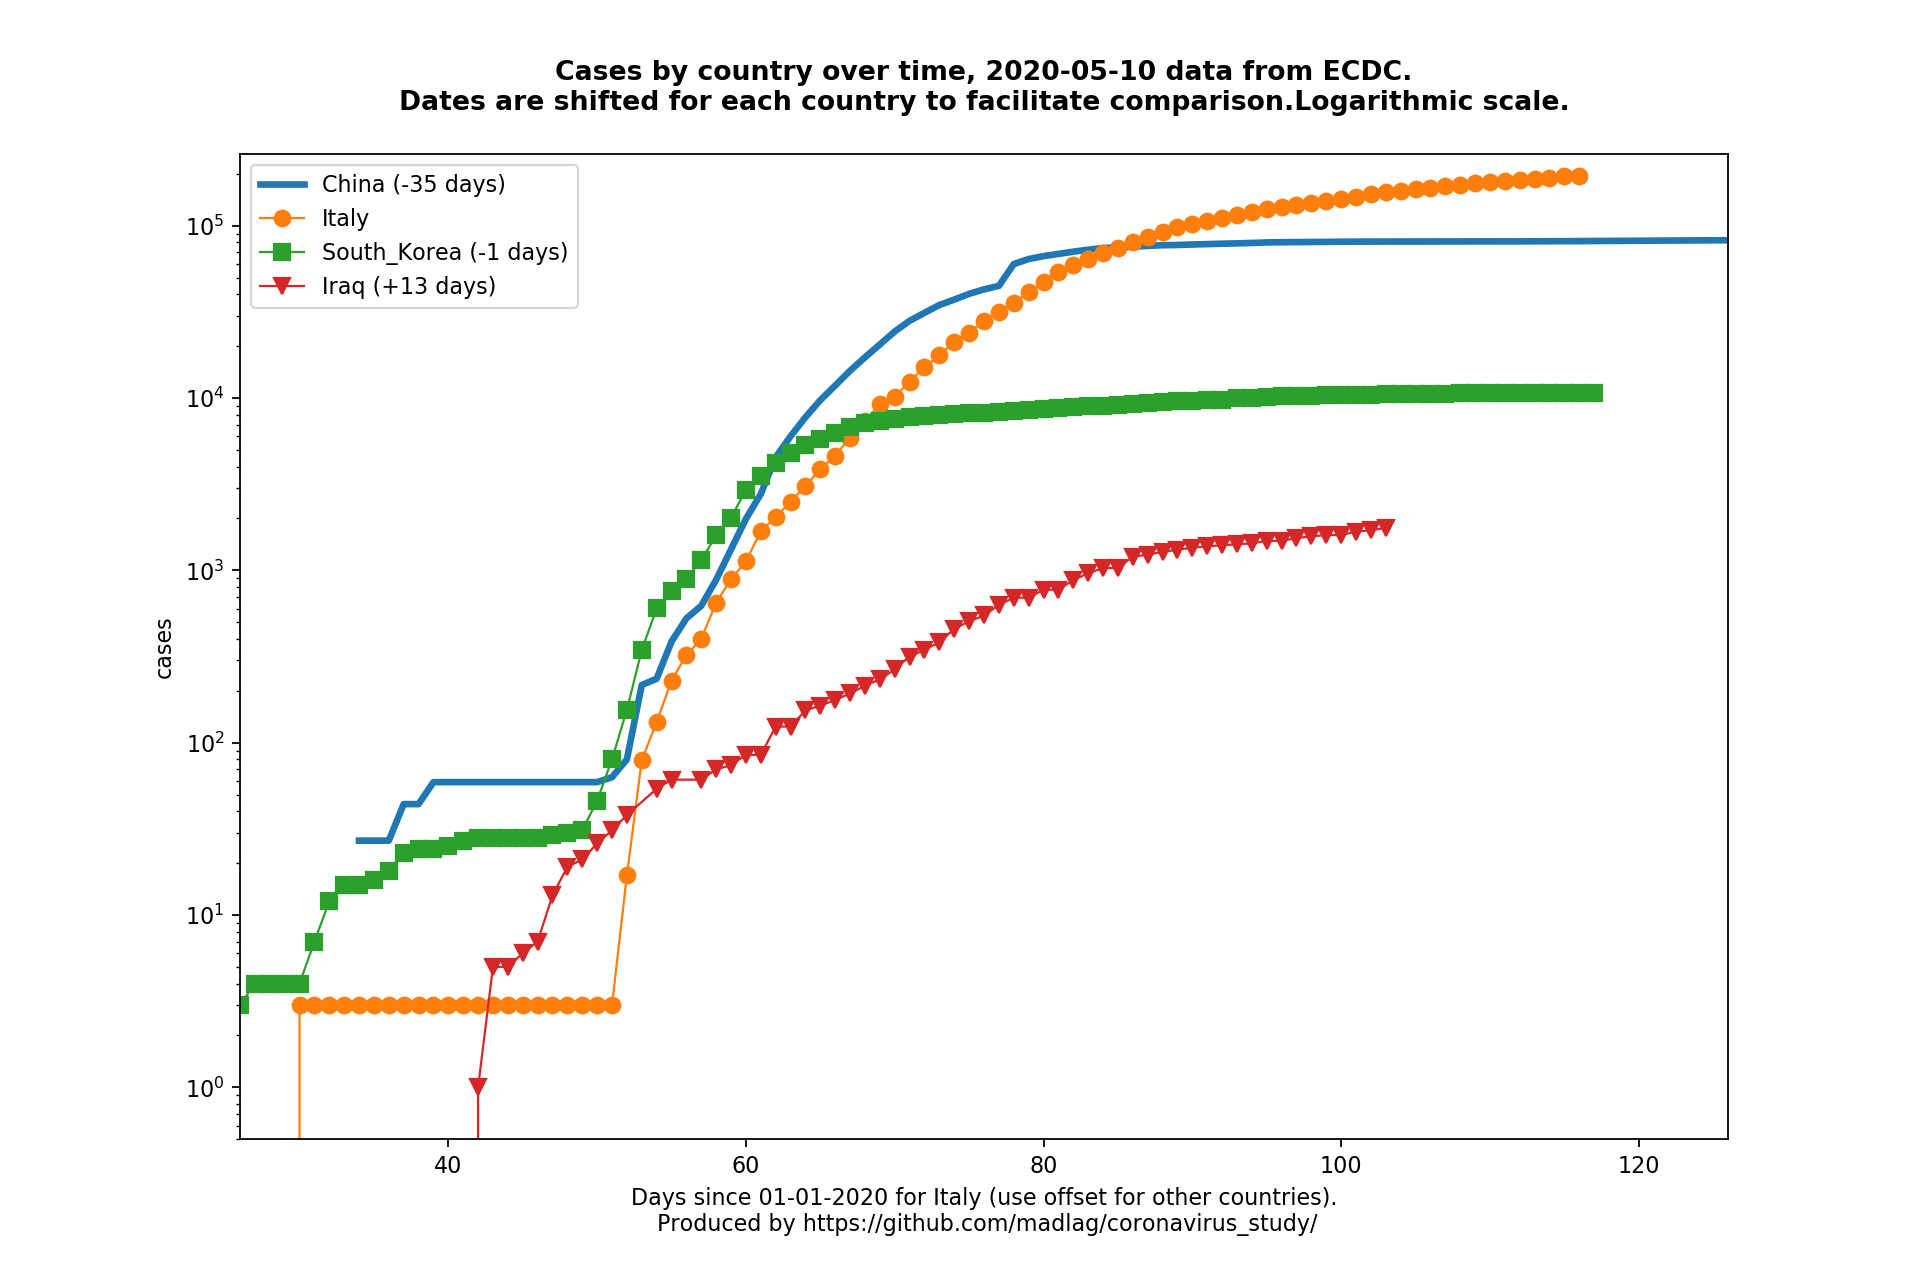 Cases by country over time, 2020-05-10 data from ECDC.
Dates are shifted for each country to facilitate comparison.Logarithmic scale.
China (-35 days)
Italy
South_Korea (-1 days)
Iraq (+13 days)
10^5
10^4
10^3
10^2
10^1
10^0
cases
40 60 80 100 120
Days since 01-01-2020 for Italy (use offset for other countries).
Produced by https://github.com/madlag/coronavirus_study/